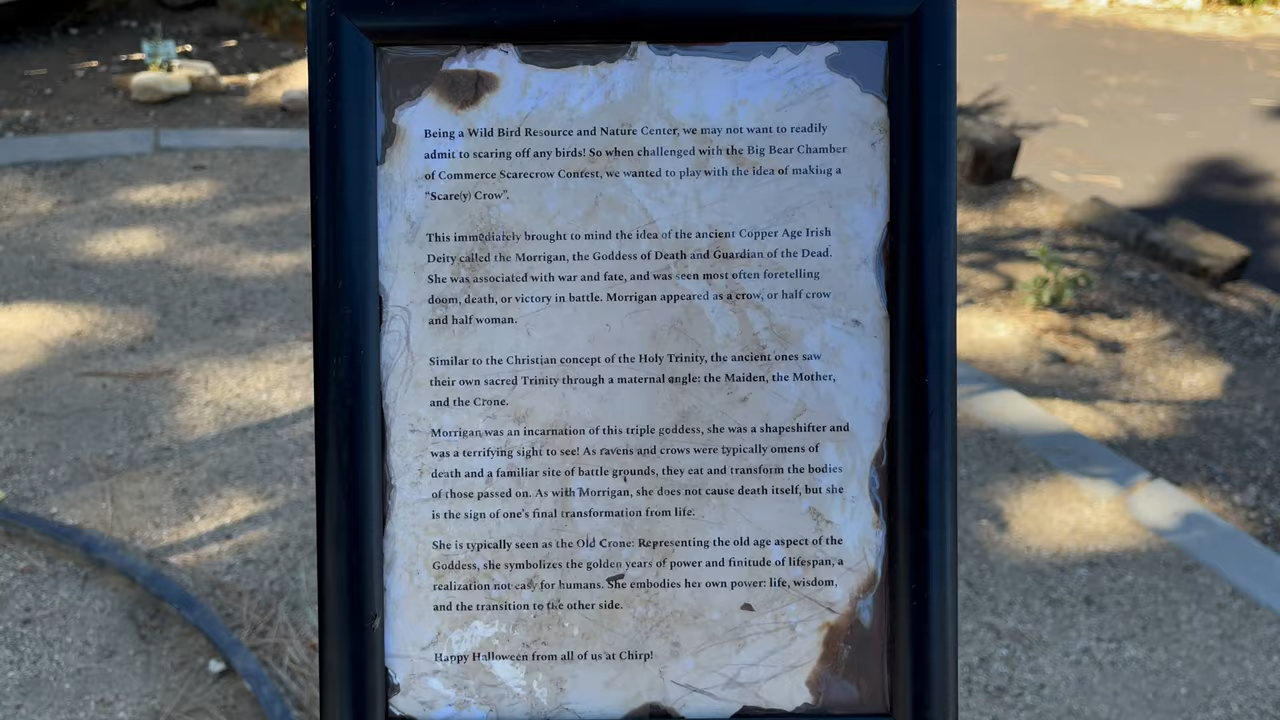 Being a Wild Bird Resource and Nature Center, we may not want to readily
admit to scaring off any birds! So when challenged with the Big Bear Chamber
of Commerce Scarecrow Contest, we wanted to play with the idea of making a
“Scare(y) Crow”.
This immediately brought to mind the idea of the ancient Copper Age Irish
Deity called the Morrigan, the Goddess of Death and Guardian of the Dead.
She was associated with war and fate, and was seen most often foretelling
doom, death, or victory in battle. Morrigan appeared as a crow, or half crow
and half woman.
Similar to the Christian concept of the Holy Trinity, the ancient ones saw
their own sacred Trinity through a maternal angle: the Maiden, the Mother,
and the Crone.
Morrigan was an incarnation of this triple goddess, she was a shapeshifter and
was a terrifying sight to see! As ravens and crows were typically omens of
death and a familiar site of battle grounds, they eat and transform the bodies
of those passed on. As with Morrigan, she does not cause death itself, but she
is the sign of one's final transformation from life.
She is typically seen as the Old Crone: Representing the old age aspect of the
Goddess, she symbolizes the golden years of power and finitude of lifespan, a
realization not easy for humans. She embodies her own power: life, wisdom,
and the transition to the other side.
Happy Halloween from all of us at Chirp!